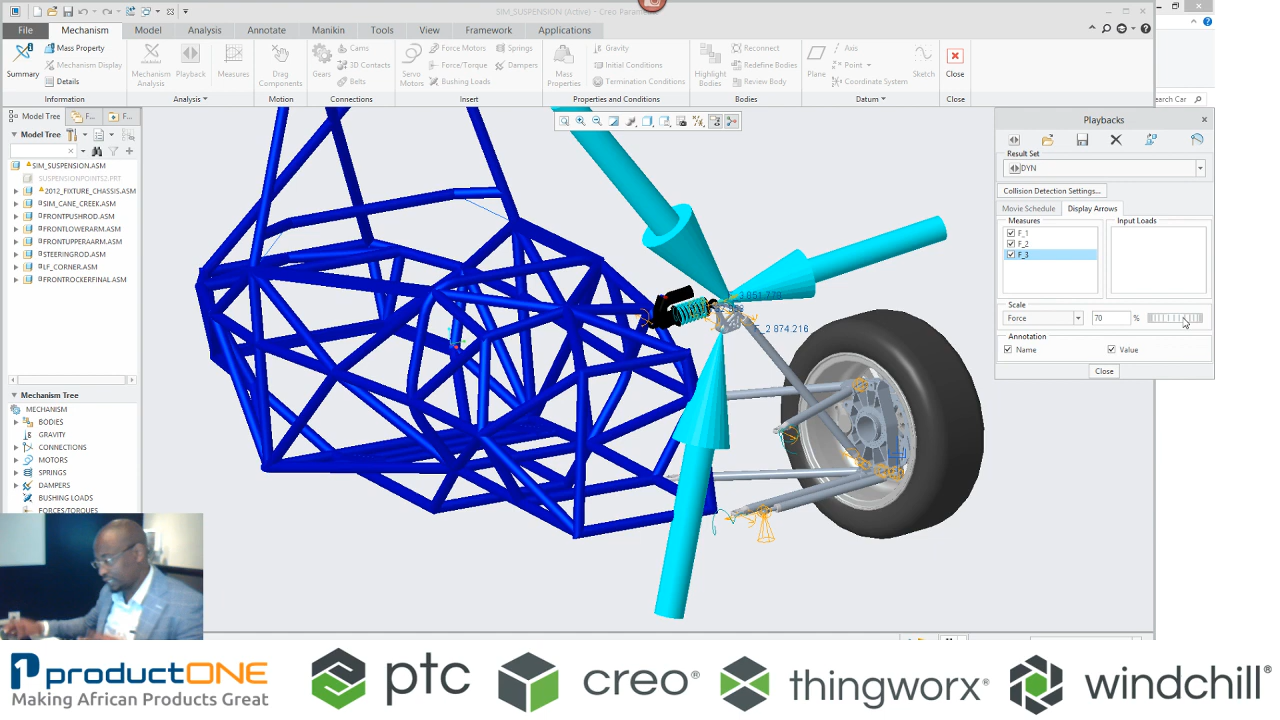 SIM_SUSPENSION (Active) - Creo Param
File
Mechanism
Model
Analysis
Annotate
Manikin
Tools
View
Framework
Applications
Summary
Mass Property
Mechanism Display
Details
Information
Mechanism
Analysis
Playback
Measures
Analysis
Drag
Components
Motion
Gears
Cams
3D Contacts
Belts
Connections
Servo
Motors
Force Motors
Force/Torque
Bushing Loads
Springs
Dampers
Insert
Mass
Properties
Gravity
Initial Conditions
Termination Conditions
Properties and Conditions
Highlight
Bodies
Reconnect
Redefine Bodies
Review Body
Bodies
Plane
Axis
Point
Coordinate System
Sketch
Datum
Close
Close
earch Car
Model Tree
F...
F...
Model Tree
SIM_SUSPENSION.ASM
SUSPENSIONPOINTS2.PRT
2012_FIXTURE_CHASSIS.ASM
SIM_CANE_CREEK.ASM
FRONTPUSHROD.ASM
FRONTLOWERARM.ASM
FRONTUPPERAARM.ASM
STEERINGROD.ASM
LF_CORNER.ASM
FRONTROCKERFINAL.ASM
Mechanism Tree
MECHANISM
BODIES
GRAVITY
CONNECTIONS
MOTORS
SPRINGS
DAMPERS
BUSHING LOADS
FORCES/TORQUES
F_2 874.216
Playbacks
Result Set
DYN
Collision Detection Settings...
Movie Schedule
Display Arrows
Measures
F_1
F_2
F_3
Input Loads
Scale
Force
70
%
Annotation
Name
Value
Close
productONE
Making African Products Great
ptc
creo®
thingworx®
windchill®